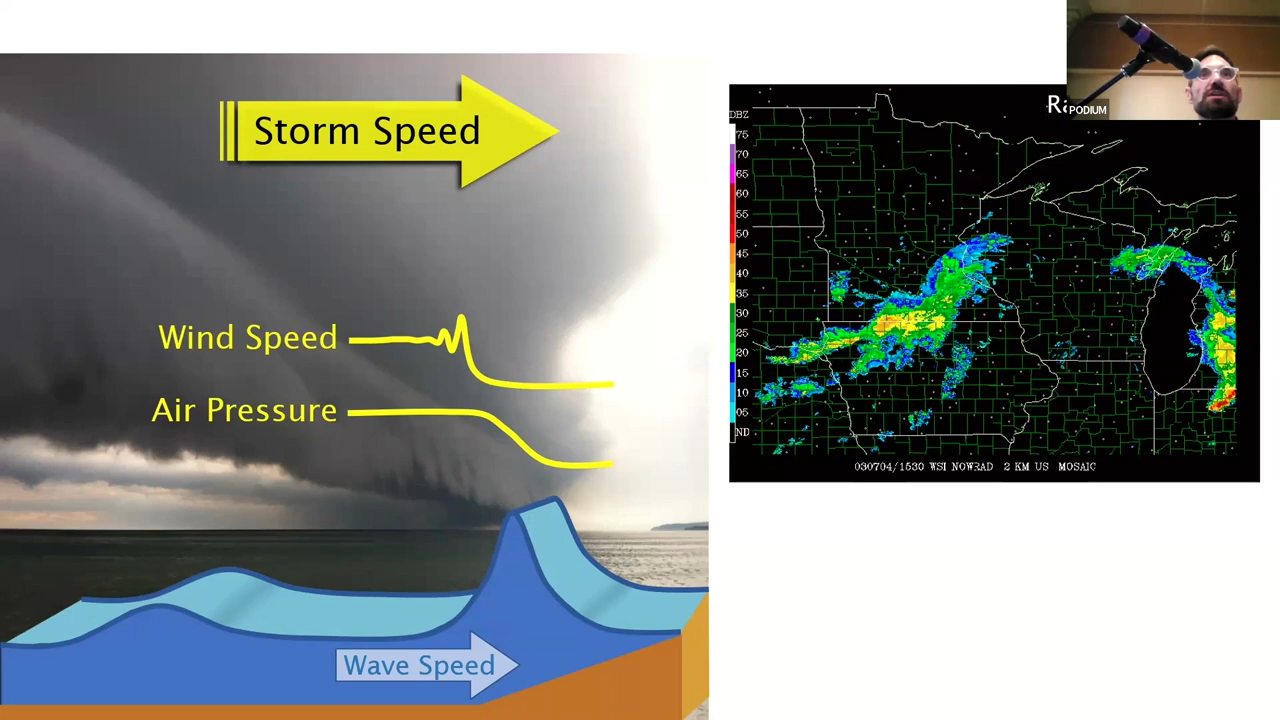 Storm Speed
Wind Speed
Air Pressure
Wave Speed
PODIUM
DBZ
75
70
65
60
55
50
45
40
35
30
25
20
15
10
05
ND
030704/1530 WSI NOWRAD 2 KM US MOSAIC